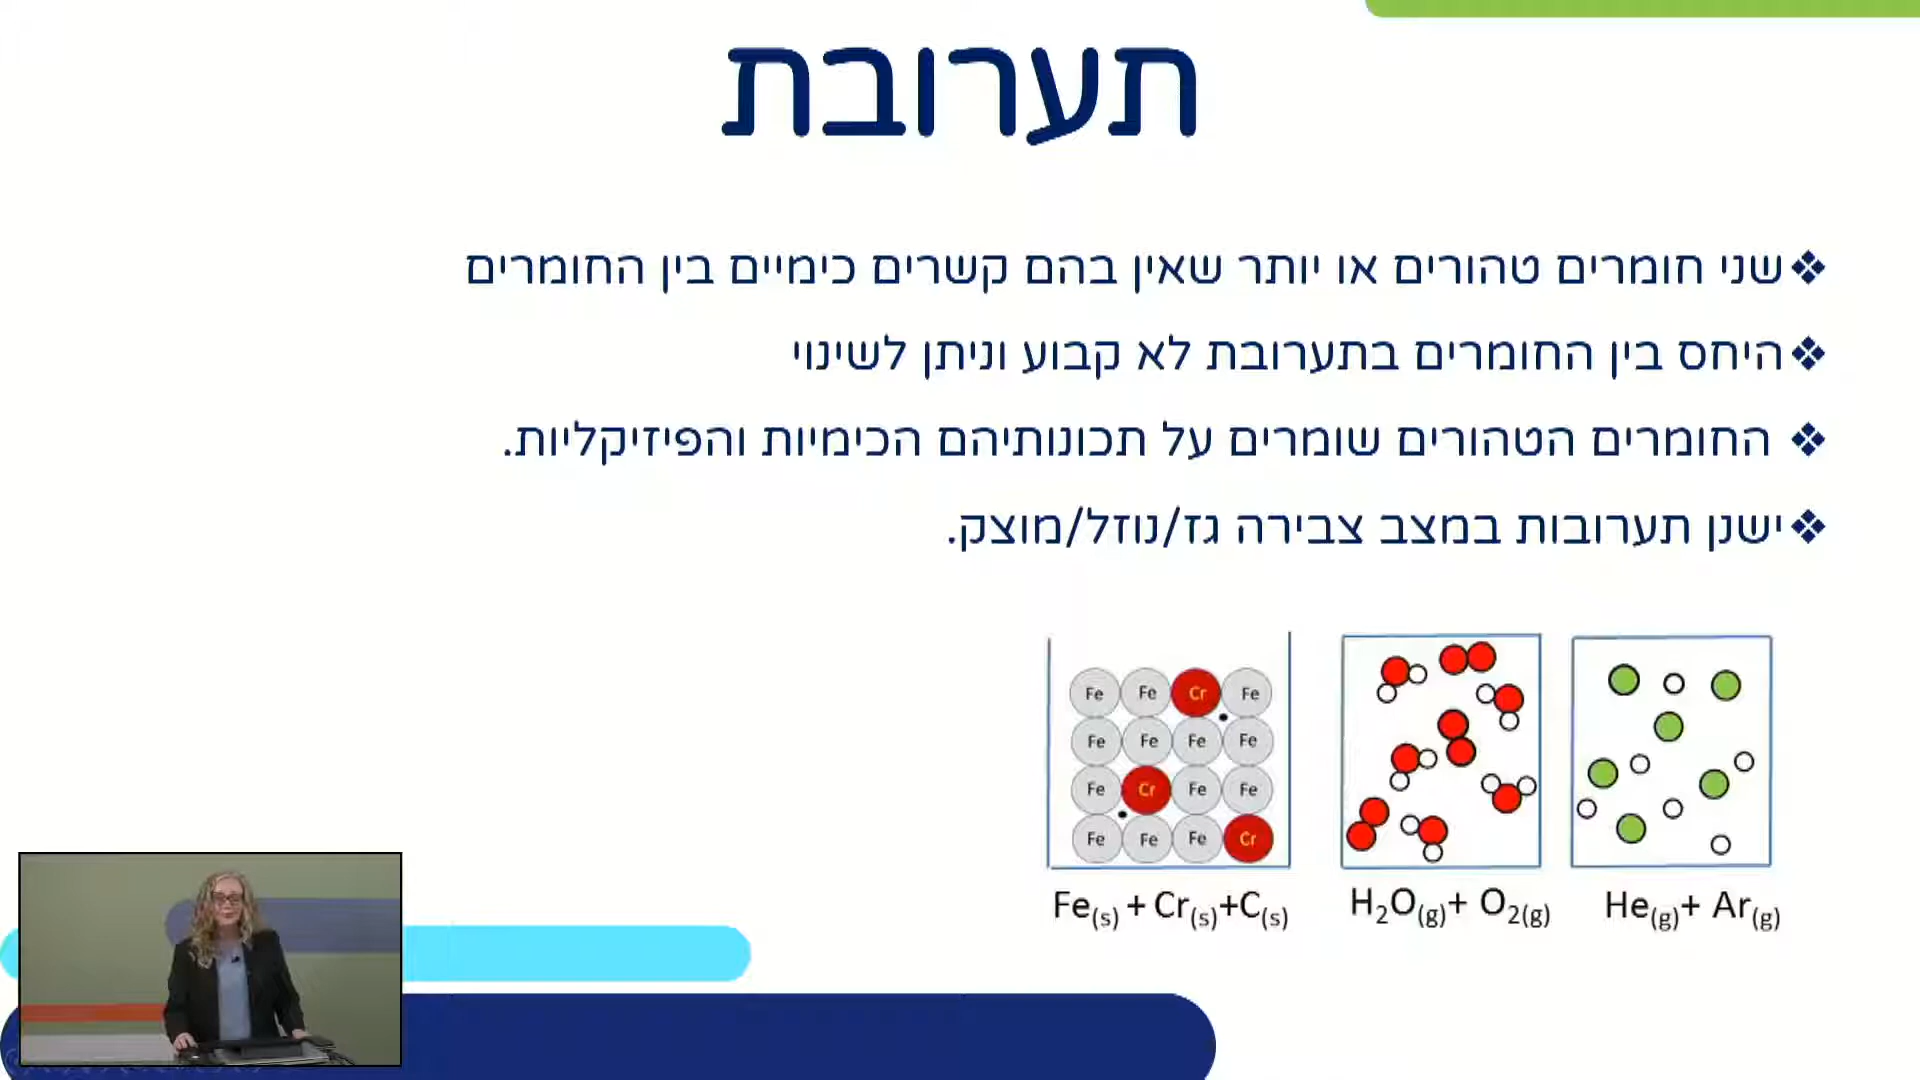 תערובת
❖שני חומרים טהורים או יותר שאין בהם קשרים כימיים בין החומרים
❖היחס בין החומרים בתערובת לא קבוע וניתן לשינוי
❖ החומרים הטהורים שומרים על תכונותיהם הכימיות והפיזיקליות.
❖ישנן תערובות במצב צבירה גז/נוזל/מוצק.
Fe Fe Cr Fe
Fe Fe Fe Fe
Fe Cr Fe Fe
Fe Fe Fe Cr
Fe(s) + Cr(s)+C(s)
H₂O(g)+ O₂(g)
He(g)+ Ar(g)